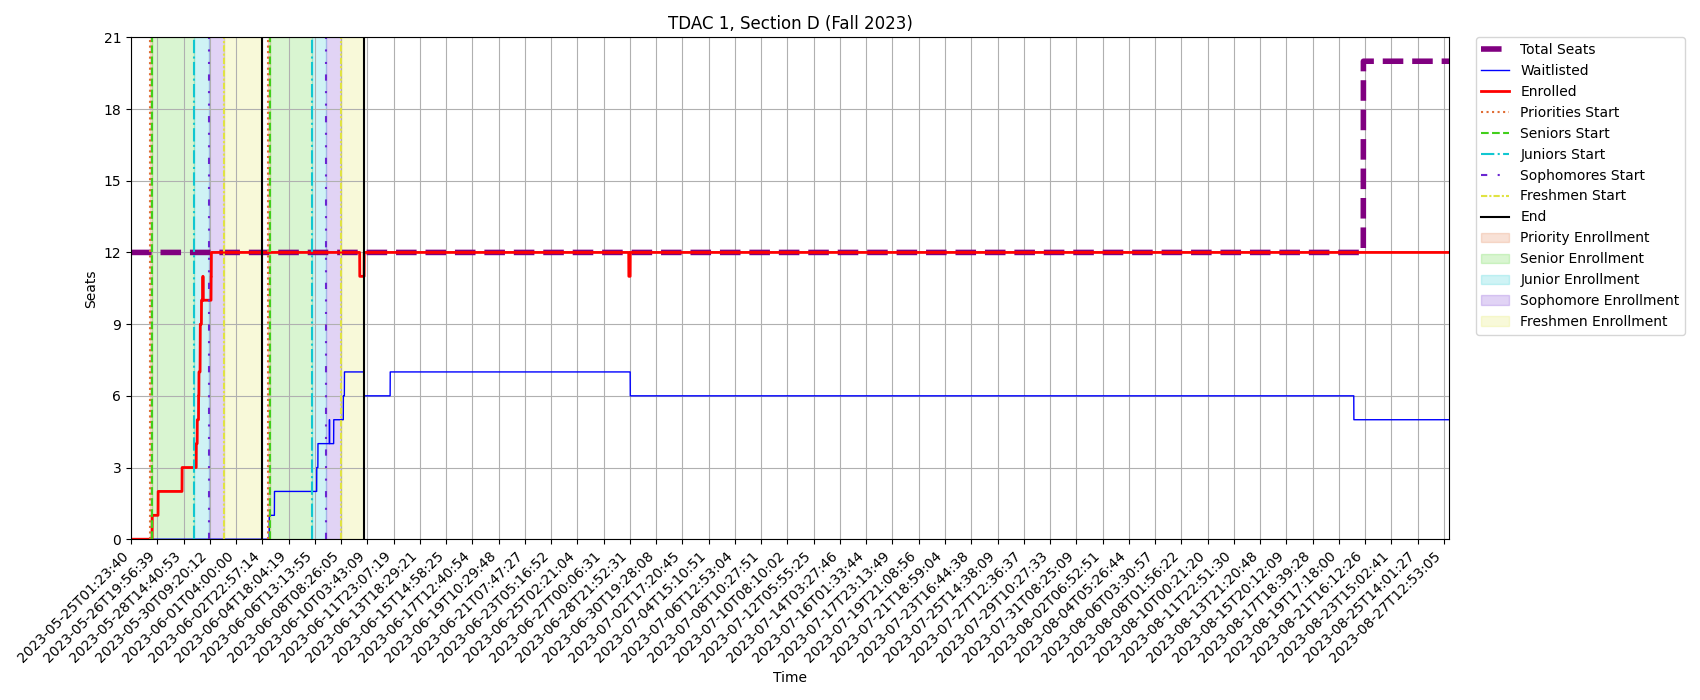 TDAC 1, Section D (Fall 2023)
21
18
15
12
9
6
3
0
Seats
2023-05-25T01:23:40
2023-05-26T19:56:39
2023-05-28T14:40:53
2023-05-30T09:20:12
2023-06-01T04:00:00
2023-06-02T22:57:14
2023-06-04T18:04:19
2023-06-06T13:13:55
2023-06-08T08:26:05
2023-06-10T03:43:09
2023-06-11T23:07:19
2023-06-13T18:29:21
2023-06-15T14:58:25
2023-06-17T12:40:54
2023-06-19T10:29:48
2023-06-21T07:47:27
2023-06-23T05:16:52
2023-06-25T02:21:04
2023-06-27T00:06:31
2023-06-28T21:52:31
2023-06-30T19:28:08
2023-07-02T17:20:45
2023-07-04T15:10:51
2023-07-06T12:53:04
2023-07-08T10:27:51
2023-07-10T08:10:02
2023-07-12T05:55:25
2023-07-14T03:27:46
2023-07-16T01:33:44
2023-07-17T23:13:49
2023-07-19T21:08:56
2023-07-21T18:59:04
2023-07-23T16:44:38
2023-07-25T14:38:09
2023-07-27T12:36:37
2023-07-29T10:27:33
2023-07-31T08:25:09
2023-08-02T06:52:51
2023-08-04T05:26:44
2023-08-06T03:30:57
2023-08-08T01:56:22
2023-08-10T00:21:20
2023-08-11T22:51:30
2023-08-13T21:20:48
2023-08-15T20:12:09
2023-08-17T18:39:28
2023-08-19T17:18:00
2023-08-21T16:12:26
2023-08-23T15:02:41
2023-08-25T14:01:27
2023-08-27T12:53:05
Time
Total Seats
Waitlisted
Enrolled
Priorities Start
Seniors Start
Juniors Start
Sophomores Start
Freshmen Start
End
Priority Enrollment
Senior Enrollment
Junior Enrollment
Sophomore Enrollment
Freshmen Enrollment